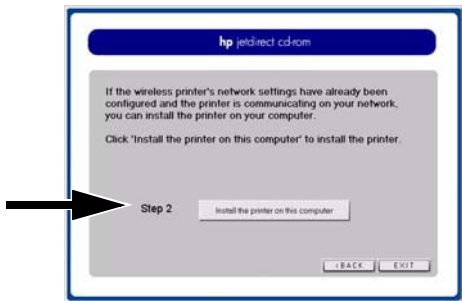 hp jetdirect cd-rom
If the wireless printer's network settings have already been
configured and the printer is communicating on your network,
you can install the printer on your computer.
Click 'Install the printer on this computer' to install the printer.
Step 2 Install the printer on this computer
‹BACK EXIT